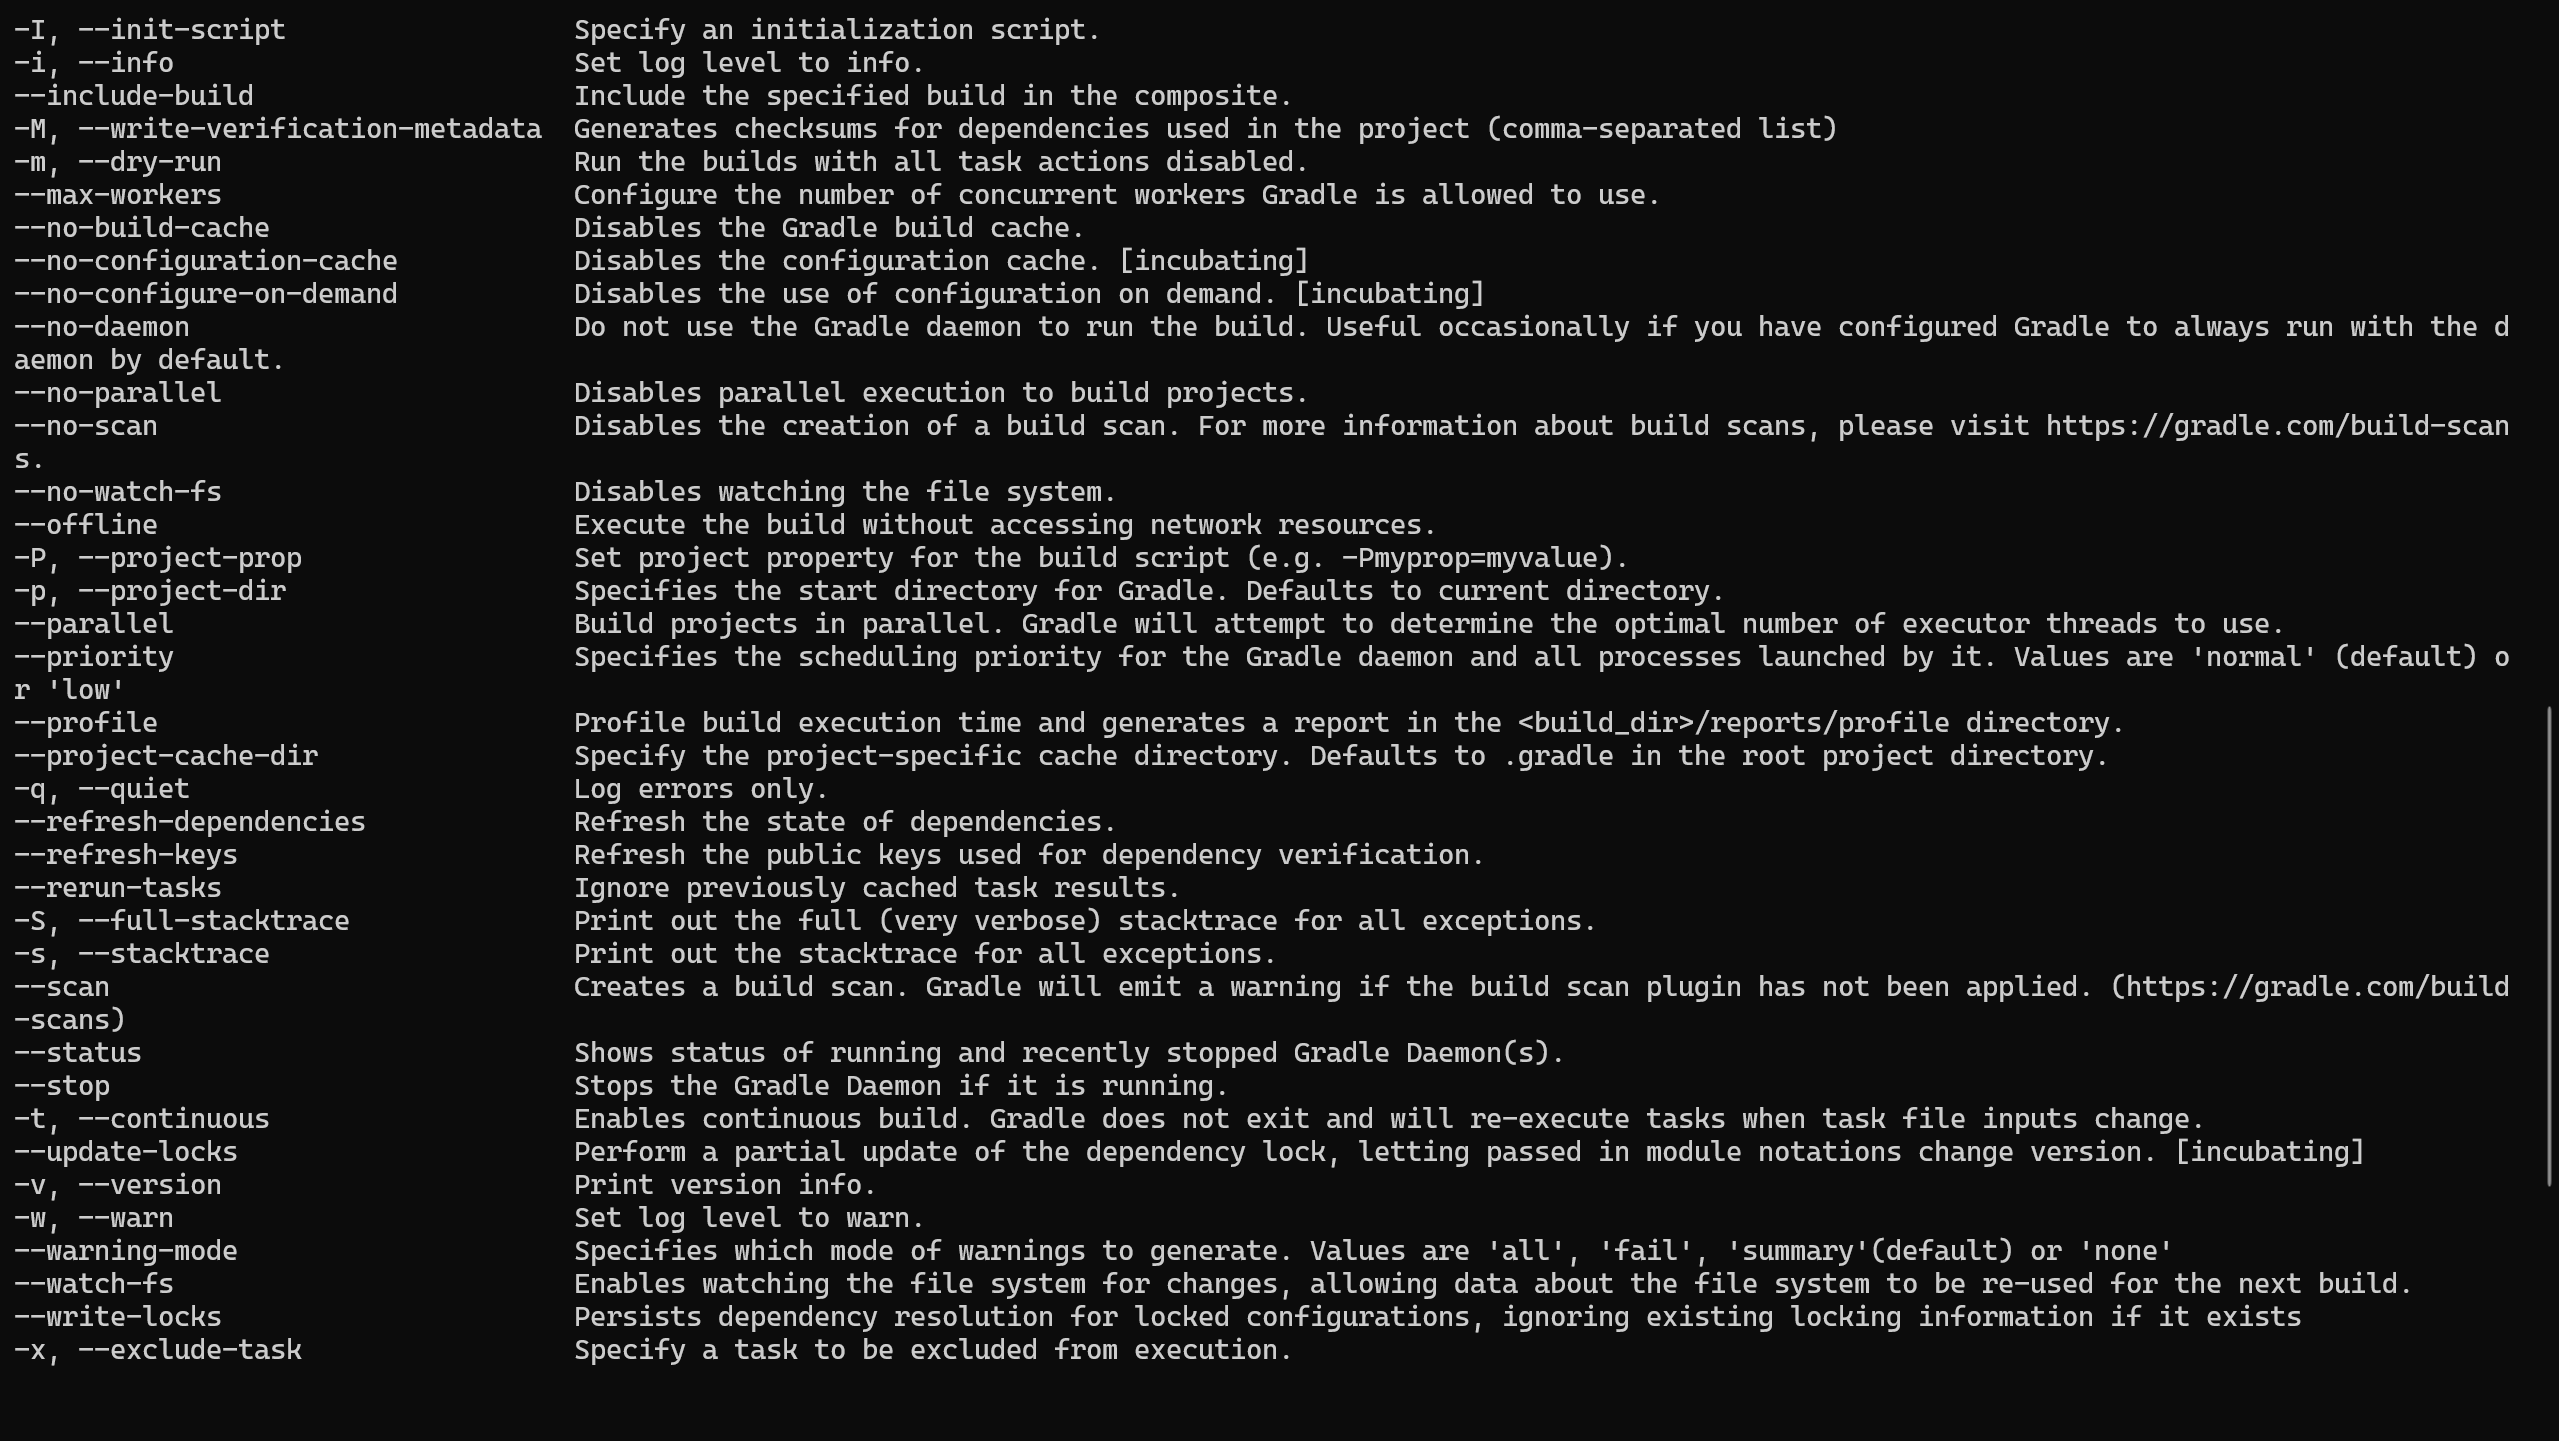 -I, --init-script                  Specify an initialization script.
-i, --info                         Set log level to info.
--include-build                    Include the specified build in the composite.
-M, --write-verification-metadata  Generates checksums for dependencies used in the project (comma-separated list)
-m, --dry-run                      Run the builds with all task actions disabled.
--max-workers                      Configure the number of concurrent workers Gradle is allowed to use.
--no-build-cache                   Disables the Gradle build cache.
--no-configuration-cache           Disables the configuration cache. [incubating]
--no-configure-on-demand           Disables the use of configuration on demand. [incubating]
--no-daemon                        Do not use the Gradle daemon to run the build. Useful occasionally if you have configured Gradle to always run with the d
aemon by default.
--no-parallel                      Disables parallel execution to build projects.
--no-scan                          Disables the creation of a build scan. For more information about build scans, please visit https://gradle.com/build-scan
s.
--no-watch-fs                      Disables watching the file system.
--offline                          Execute the build without accessing network resources.
-P, --project-prop                 Set project property for the build script (e.g. -Pmyprop=myvalue).
-p, --project-dir                  Specifies the start directory for Gradle. Defaults to current directory.
--parallel                         Build projects in parallel. Gradle will attempt to determine the optimal number of executor threads to use.
--priority                         Specifies the scheduling priority for the Gradle daemon and all processes launched by it. Values are 'normal' (default) o
r 'low'
--profile                          Profile build execution time and generates a report in the <build_dir>/reports/profile directory.
--project-cache-dir                Specify the project-specific cache directory. Defaults to .gradle in the root project directory.
-q, --quiet                        Log errors only.
--refresh-dependencies             Refresh the state of dependencies.
--refresh-keys                     Refresh the public keys used for dependency verification.
--rerun-tasks                      Ignore previously cached task results.
-S, --full-stacktrace              Print out the full (very verbose) stacktrace for all exceptions.
-s, --stacktrace                   Print out the stacktrace for all exceptions.
--scan                             Creates a build scan. Gradle will emit a warning if the build scan plugin has not been applied. (https://gradle.com/build
-scans)
--status                           Shows status of running and recently stopped Gradle Daemon(s).
--stop                             Stops the Gradle Daemon if it is running.
-t, --continuous                   Enables continuous build. Gradle does not exit and will re-execute tasks when task file inputs change.
--update-locks                     Perform a partial update of the dependency lock, letting passed in module notations change version. [incubating]
-v, --version                      Print version info.
-w, --warn                         Set log level to warn.
--warning-mode                     Specifies which mode of warnings to generate. Values are 'all', 'fail', 'summary'(default) or 'none'
--watch-fs                         Enables watching the file system for changes, allowing data about the file system to be re-used for the next build.
--write-locks                      Persists dependency resolution for locked configurations, ignoring existing locking information if it exists
-x, --exclude-task                 Specify a task to be excluded from execution.